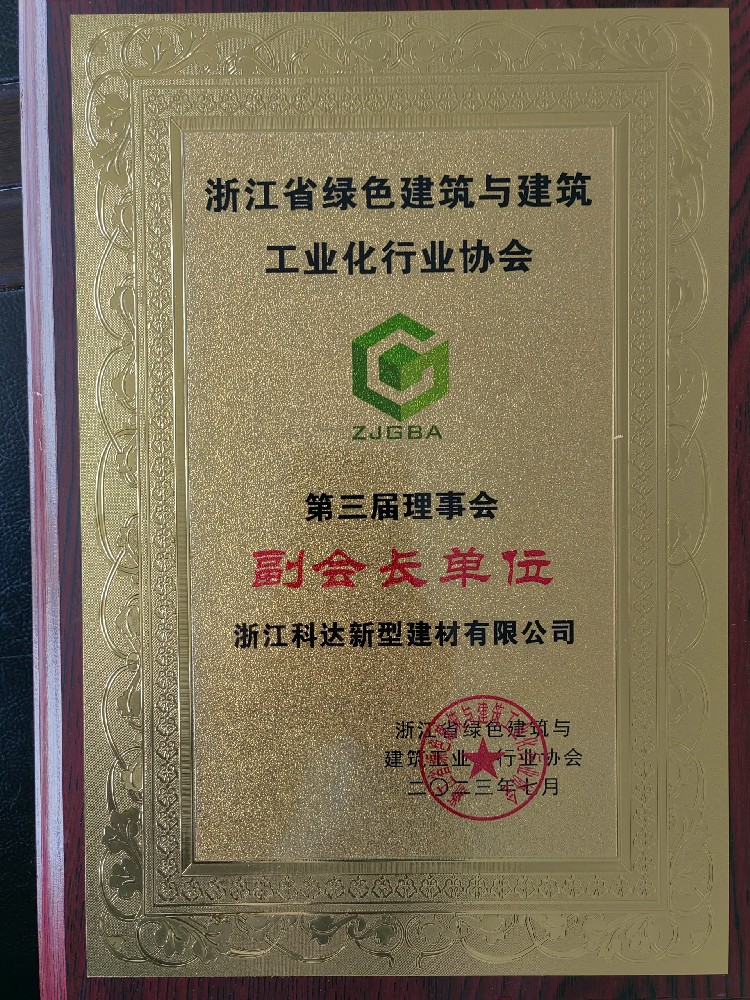 浙江省绿色建筑与建筑
工业化行业协会
ZJGBA
第三届理事会
副会长单位
浙江科达新型建材有限公司
浙江省绿色建筑与
建筑工业化行业协会
二〇二三年七月